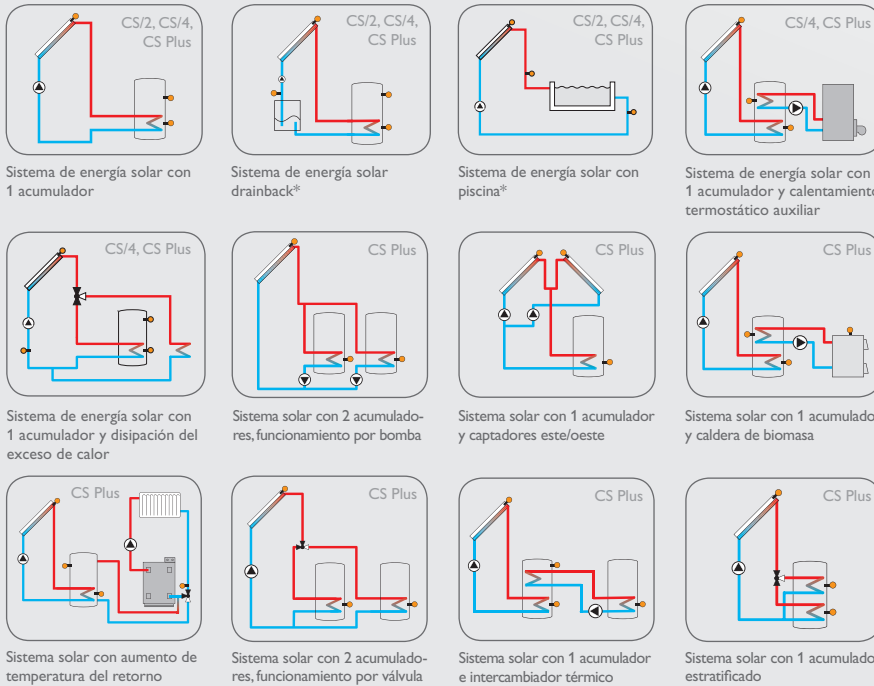 CS/2, CS/4,
CS Plus
Sistema de energía solar con
1 acumulador
CS/2, CS/4,
CS Plus
Sistema de energía solar
drainback*
CS/2, CS/4,
CS Plus
Sistema de energía solar con
piscina*
CS/4, CS Plus
Sistema de energía solar con
1 acumulador y calentamiento
termostático auxiliar
CS/4, CS Plus
Sistema de energía solar con
1 acumulador y disipación del
exceso de calor
CS Plus
Sistema solar con 2 acumulado-
res, funcionamiento por bomba
CS Plus
Sistema solar con 1 acumulador
y captadores este/oeste
CS Plus
Sistema solar con 1 acumulado
y caldera de biomasa
CS Plus
Sistema solar con aumento de
temperatura del retorno
CS Plus
Sistema solar con 2 acumulado-
res, funcionamiento por válvula
CS Plus
Sistema solar con 1 acumulador
e intercambiador térmico
CS Plus
Sistema solar con 1 acumulado
estratificado